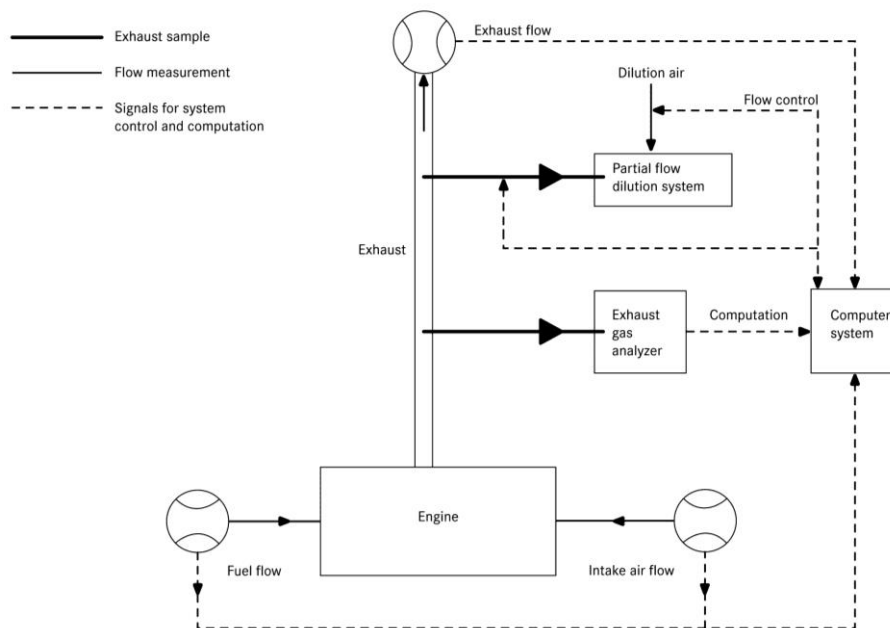 Exhaust sample
Flow measurement
Signals for system
control and computation
Exhaust flow
Dilution air
Flow control
Partial flow
dilution system
Exhaust
Exhaust
gas
analyzer
Computation
Computer
system
Engine
Fuel flow
Intake air flow